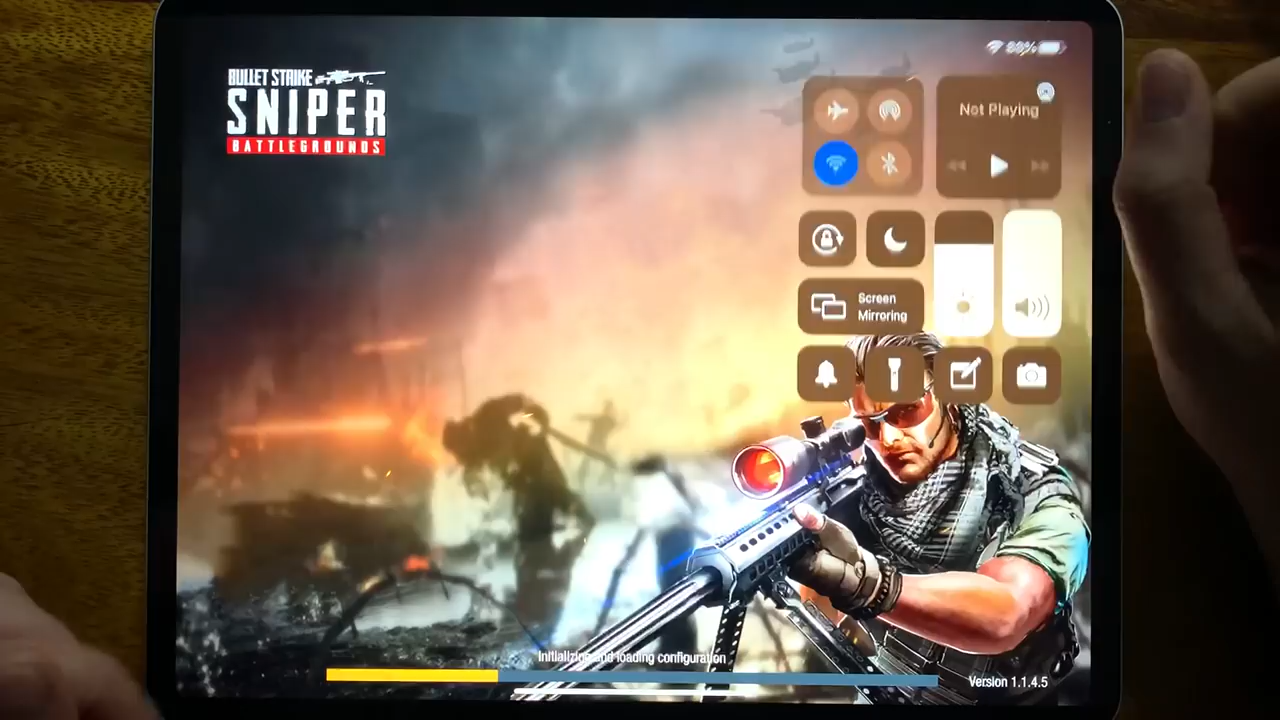 BULLET STRIKE
SNIPER
BATTLEGROUNDS
Not Playing
Screen
Mirroring
Initializing and loading configuration
Version 1.1.4.5